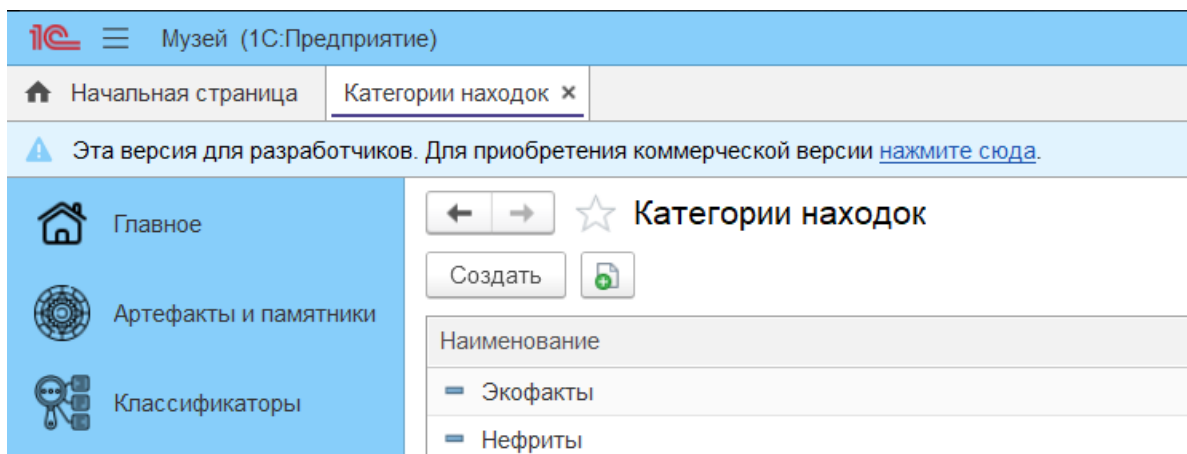 1С Музей (1С:Предприятие)
Начальная страница Категории находок ×
Эта версия для разработчиков. Для приобретения коммерческой версии нажмите сюда.
Главное
Артефакты и памятники
Классификаторы
Категории находок
Создать
Наименование
Экофакты
Нефриты